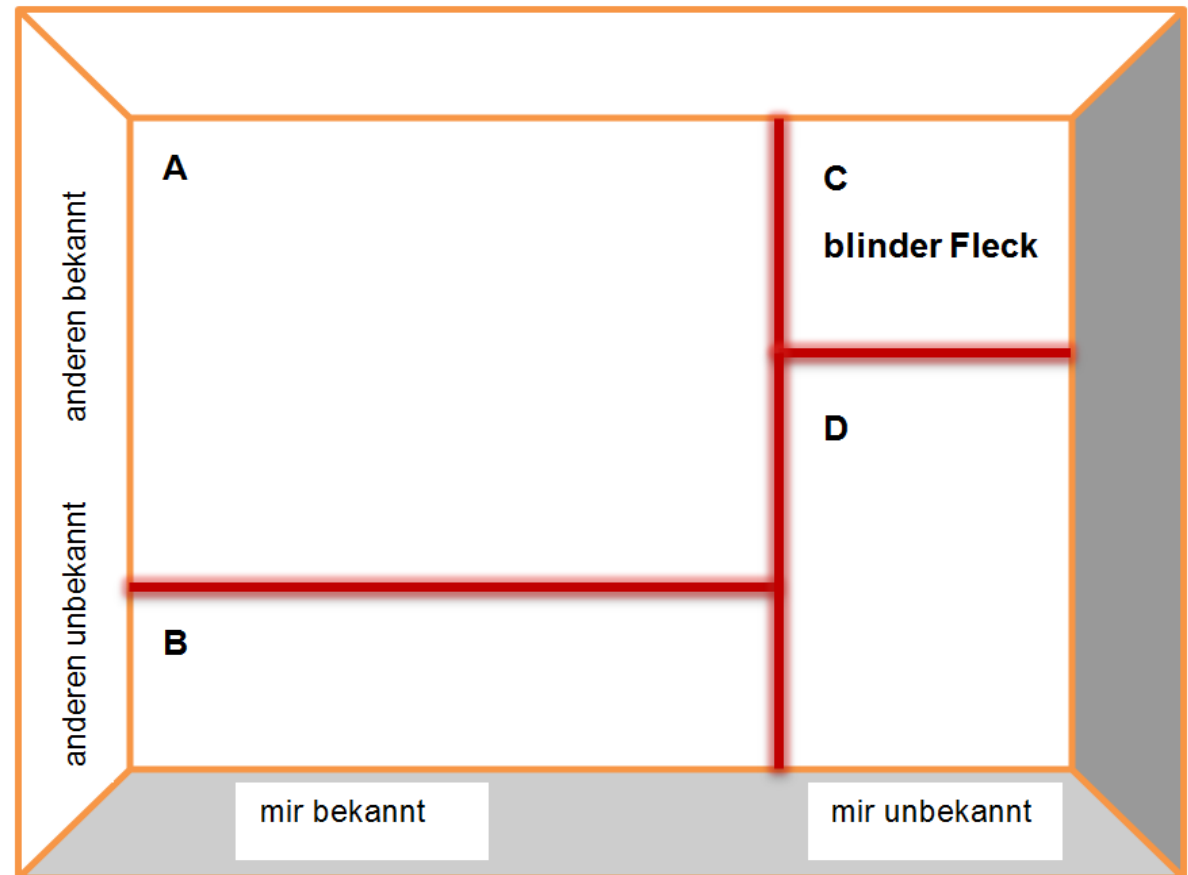 anderen bekannt
anderen unbekannt
A
C
blinder Fleck
D
B
mir bekannt
mir unbekannt